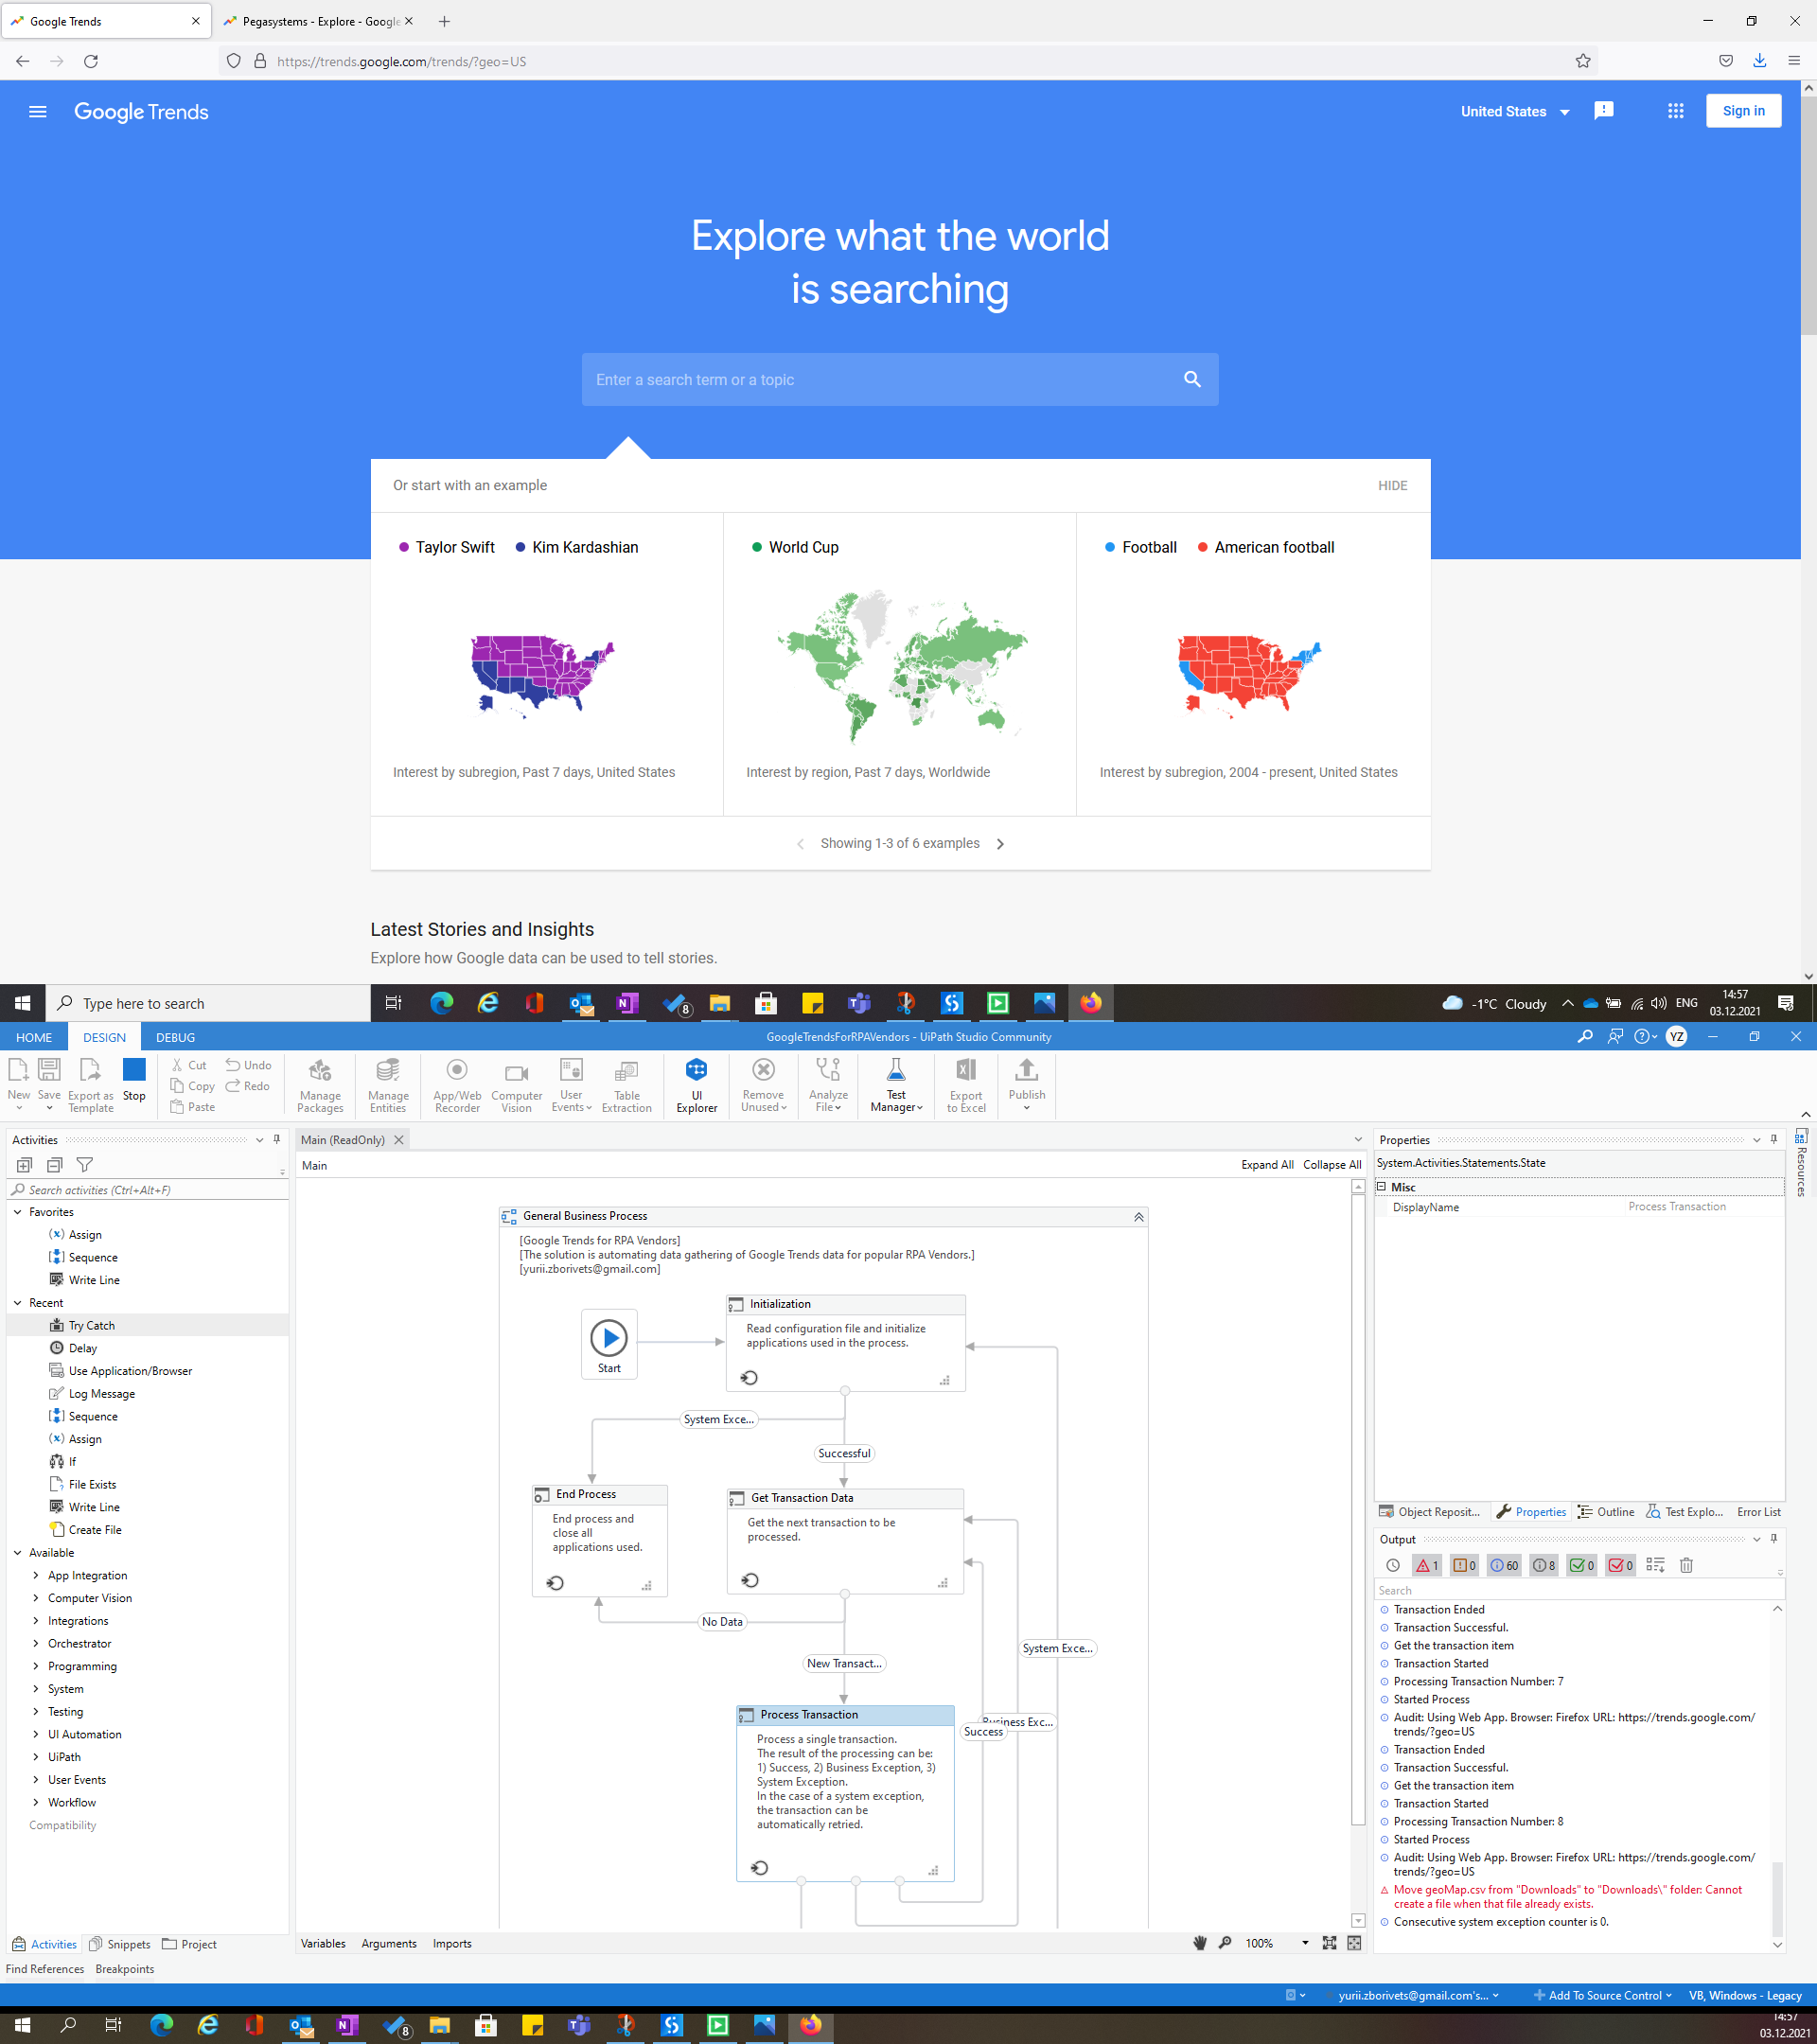 Google Trends
Pegasystems - Explore - Google
https://trends.google.com/trends/?geo=US
Google Trends
United States
Sign in
Explore what the world
is searching
Enter a search term or a topic
Or start with an example
HIDE
Taylor Swift Kim Kardashian
World Cup
Football American football
Interest by subregion, Past 7 days, United States
Interest by region, Past 7 days, Worldwide
Interest by subregion, 2004 - present, United States
Showing 1-3 of 6 examples
Latest Stories and Insights
Explore how Google data can be used to tell stories.
Type here to search
8
-1°C Cloudy
ENG
14:57
03.12.2021
HOME DESIGN DEBUG
GoogleTrendsForRPAVendors - UiPath Studio Community
YZ
New
Save
Export as
Template
Stop
Cut
Copy
Paste
Undo
Redo
Manage
Packages
Manage
Entities
App/Web
Recorder
Computer
Vision
User
Events
Table
Extraction
UI
Explorer
Remove
Unused
Analyze
File
Test
Manager
Export
to Excel
Publish
Activities
Search activities (Ctrl+Alt+F)
Favorites
Assign
Sequence
Write Line
Recent
Try Catch
Delay
Use Application/Browser
Log Message
Sequence
Assign
If
File Exists
Write Line
Create File
Available
App Integration
Computer Vision
Integrations
Orchestrator
Programming
System
Testing
UI Automation
UiPath
User Events
Workflow
Compatibility
Activities Snippets Project
Find References Breakpoints
Main (ReadOnly)
Main
Expand All Collapse All
General Business Process
[Google Trends for RPA Vendors]
[The solution is automating data gathering of Google Trends data for popular RPA Vendors.]
[yurii.zborivets@gmail.com]
Start
Initialization
Read configuration file and initialize
applications used in the process.
System Exce...
Successful
End Process
End process and
close all
applications used.
Get Transaction Data
Get the next transaction to be
processed.
No Data
New Transact...
System Exce...
Business Exc...
Success
Process Transaction
Process a single transaction.
The result of the processing can be:
1) Success, 2) Business Exception, 3)
System Exception.
In the case of a system exception,
the transaction can be
automatically retried.
Variables Arguments Imports
100%
Properties
System.Activities.Statements.State
Misc
DisplayName Process Transaction
Resources
Object Reposit... Properties Outline Test Explo... Error List
Output
1 0 60 8 0 0
Search
Transaction Ended
Transaction Successful.
Get the transaction item
Transaction Started
Processing Transaction Number: 7
Started Process
Audit: Using Web App. Browser: Firefox URL: https://trends.google.com/
trends/?geo=US
Transaction Ended
Transaction Successful.
Get the transaction item
Transaction Started
Processing Transaction Number: 8
Started Process
Audit: Using Web App. Browser: Firefox URL: https://trends.google.com/
trends/?geo=US
Move geoMap.csv from "Downloads" to "Downloads\" folder: Cannot
create a file when that file already exists.
Consecutive system exception counter is 0.
yurii.zborivets@gmail.com's...
Add To Source Control
VB, Windows - Legacy
8
14:57
03.12.2021